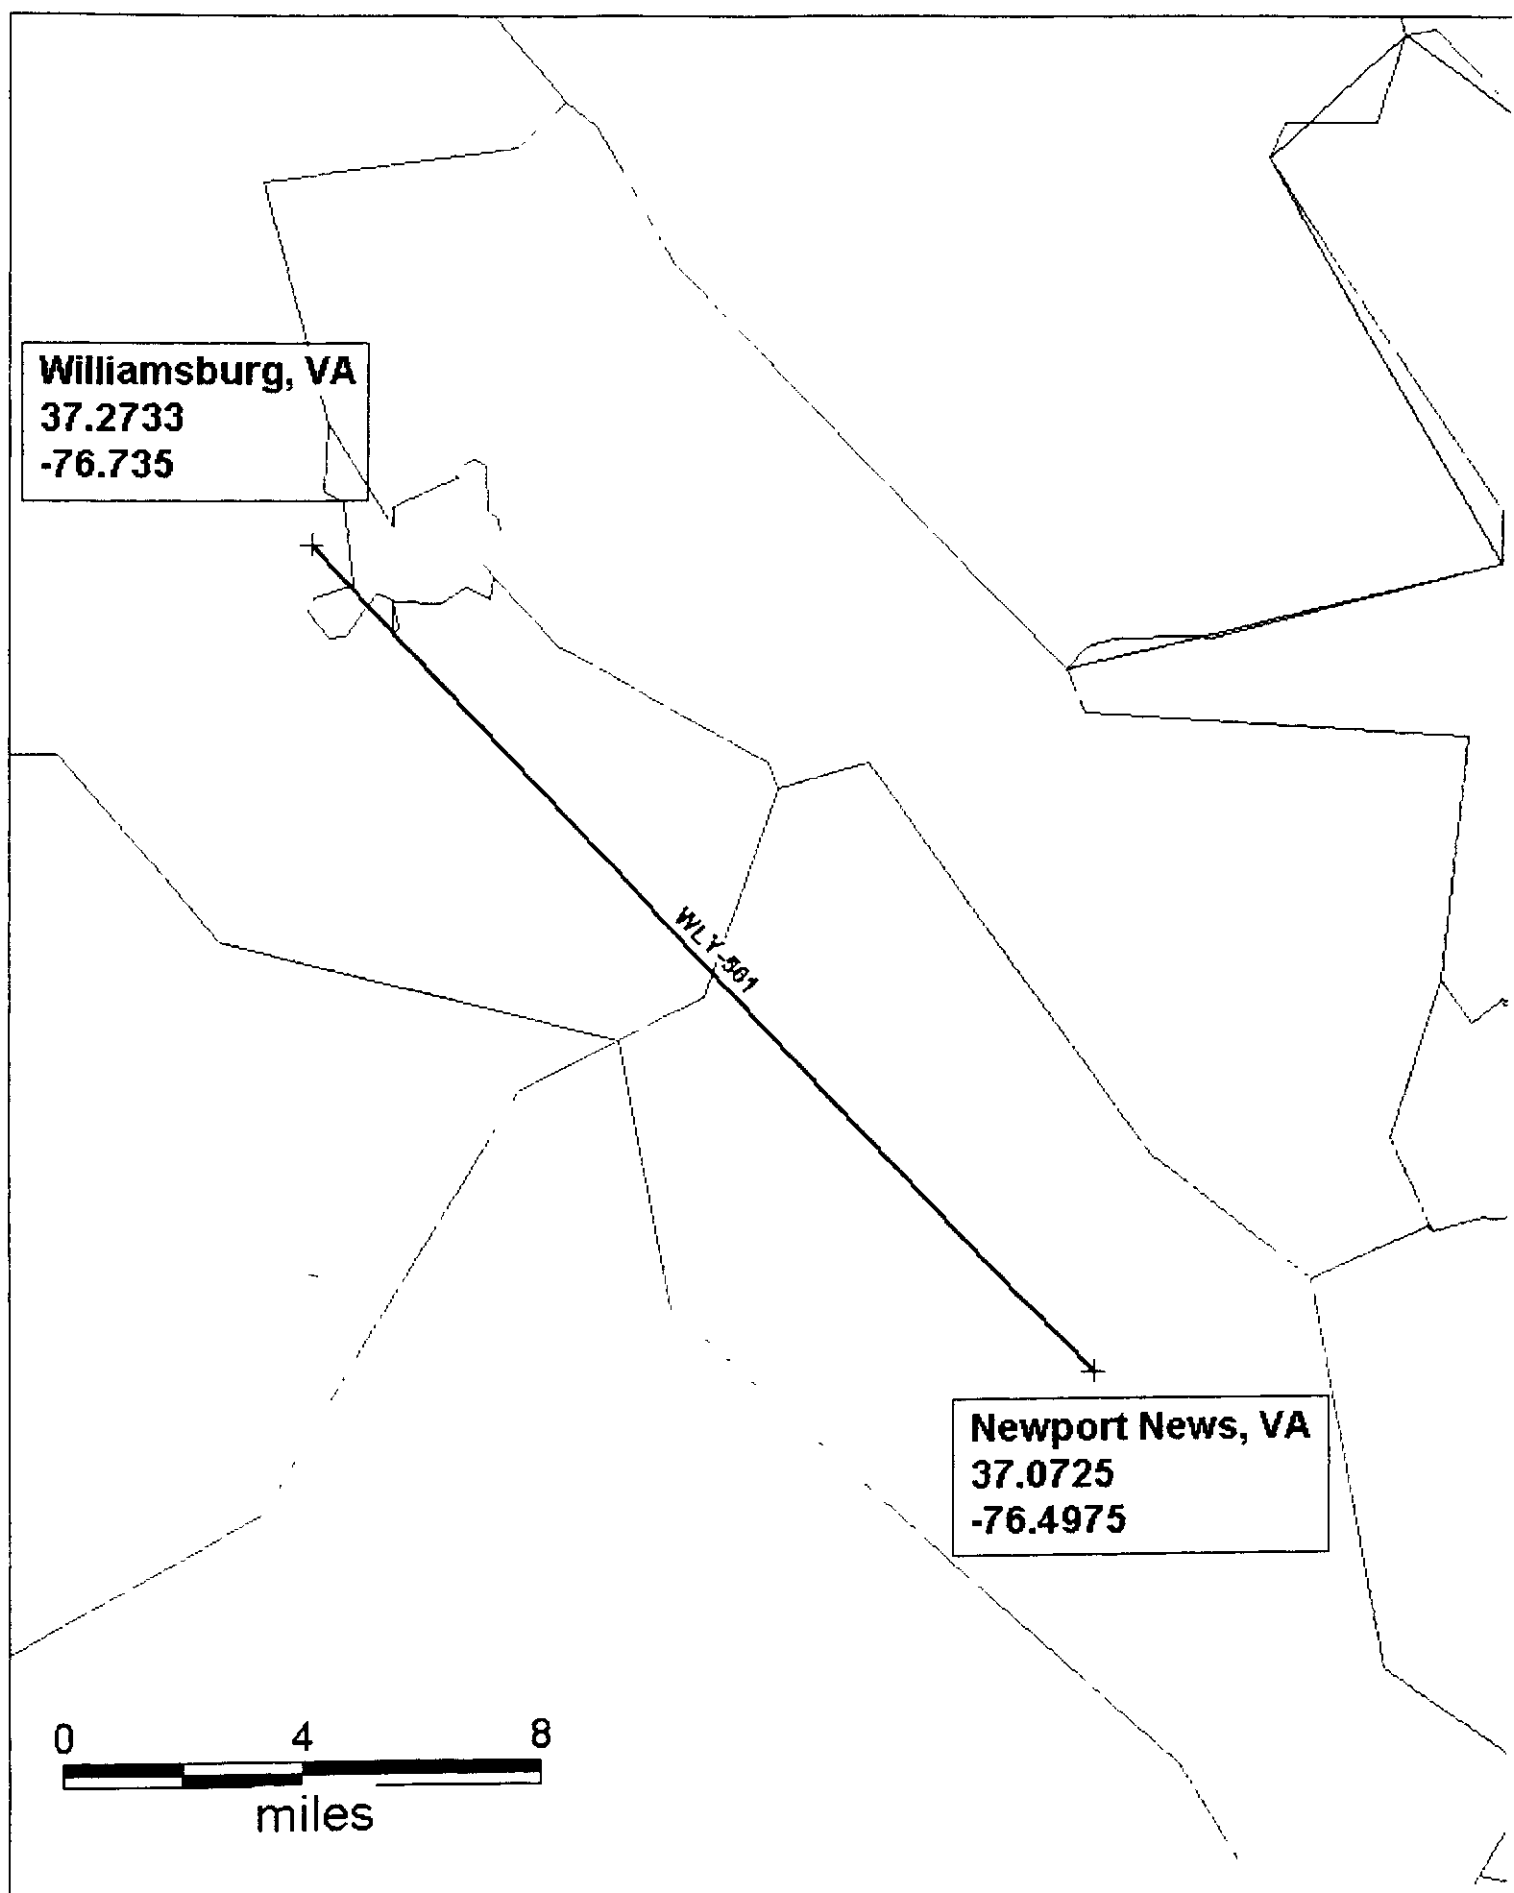 Williamsburg, VA
37.2733
-76.735
WLY-501
Newport News, VA
37.0725
-76.4975
0 4 8
miles